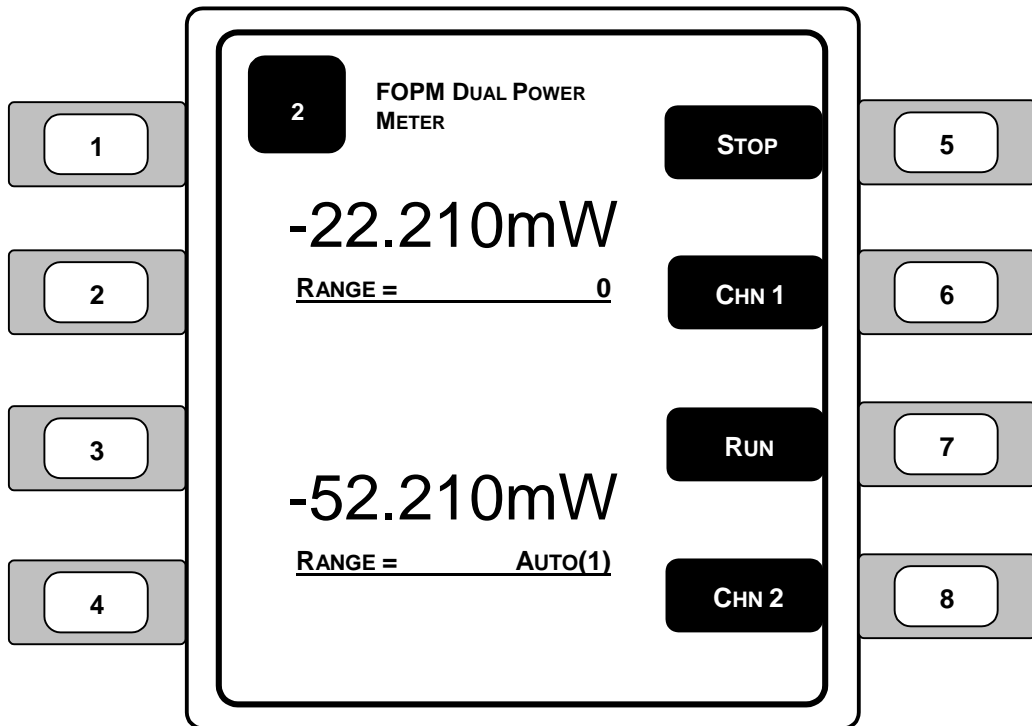 2
FOPM DUAL POWER
METER
1
STOP
5
-22.210mW
2
RANGE = 0
CHN 1
6
3
RUN
7
-52.210mW
RANGE = AUTO(1)
4
CHN 2
8